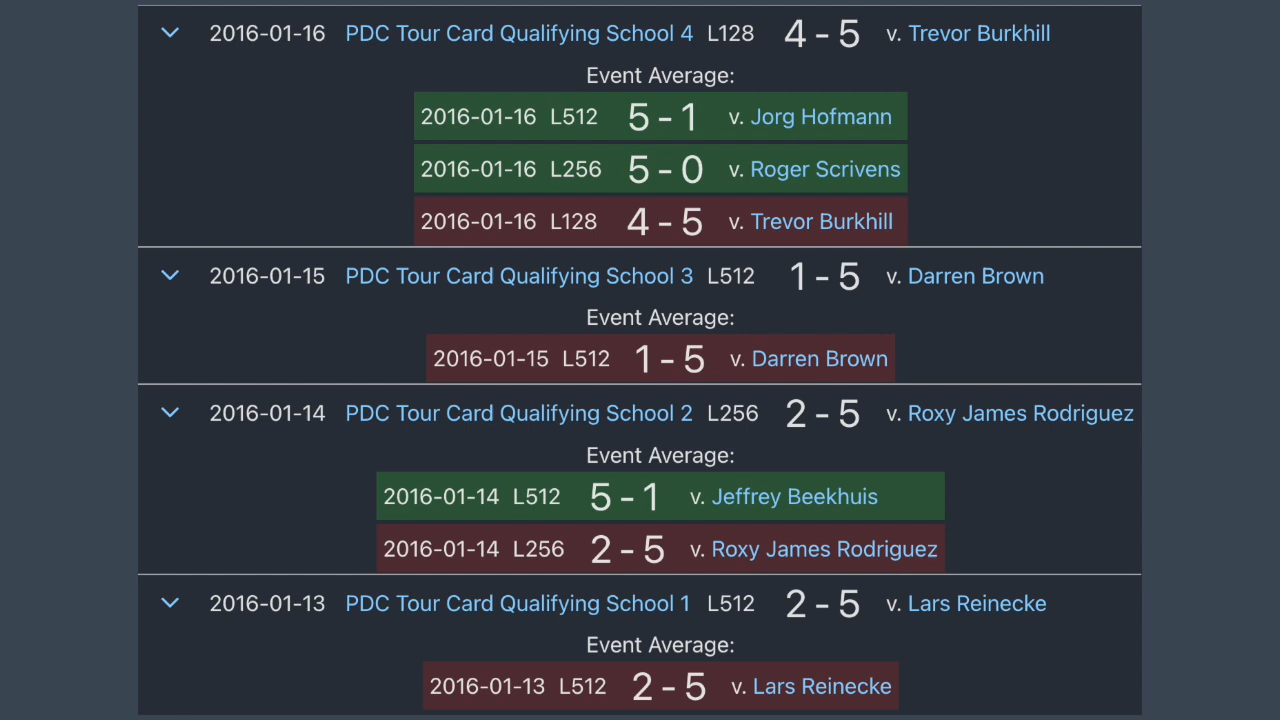 2016-01-16 PDC Tour Card Qualifying School 4 L128 4 - 5 v. Trevor Burkhill
Event Average:
2016-01-16 L512 5 - 1 v. Jorg Hofmann
2016-01-16 L256 5 - 0 v. Roger Scrivens
2016-01-16 L128 4 - 5 v. Trevor Burkhill
2016-01-15 PDC Tour Card Qualifying School 3 L512 1 - 5 v. Darren Brown
Event Average:
2016-01-15 L512 1 - 5 v. Darren Brown
2016-01-14 PDC Tour Card Qualifying School 2 L256 2 - 5 v. Roxy James Rodriguez
Event Average:
2016-01-14 L512 5 - 1 v. Jeffrey Beekhuis
2016-01-14 L256 2 - 5 v. Roxy James Rodriguez
2016-01-13 PDC Tour Card Qualifying School 1 L512 2 - 5 v. Lars Reinecke
Event Average:
2016-01-13 L512 2 - 5 v. Lars Reinecke